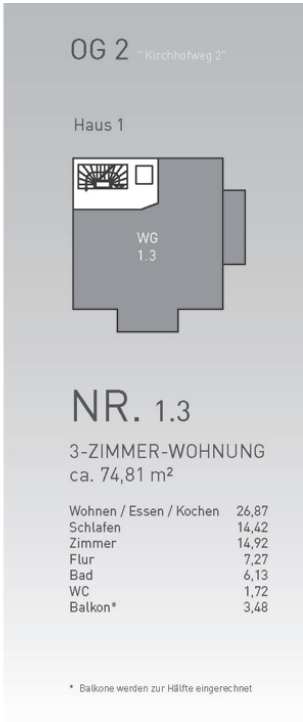 OG 2 " Kirchhofweg 2"
Haus 1
WG
1.3
NR. 1.3
3-ZIMMER-WOHNUNG
ca. 74,81 m²
Wohnen / Essen / Kochen 26,87
Schlafen 14,42
Zimmer 14,92
Flur 7,27
Bad 6,13
WC 1,72
Balkon* 3,48
* Balkone werden zur Hälfte eingerechnet